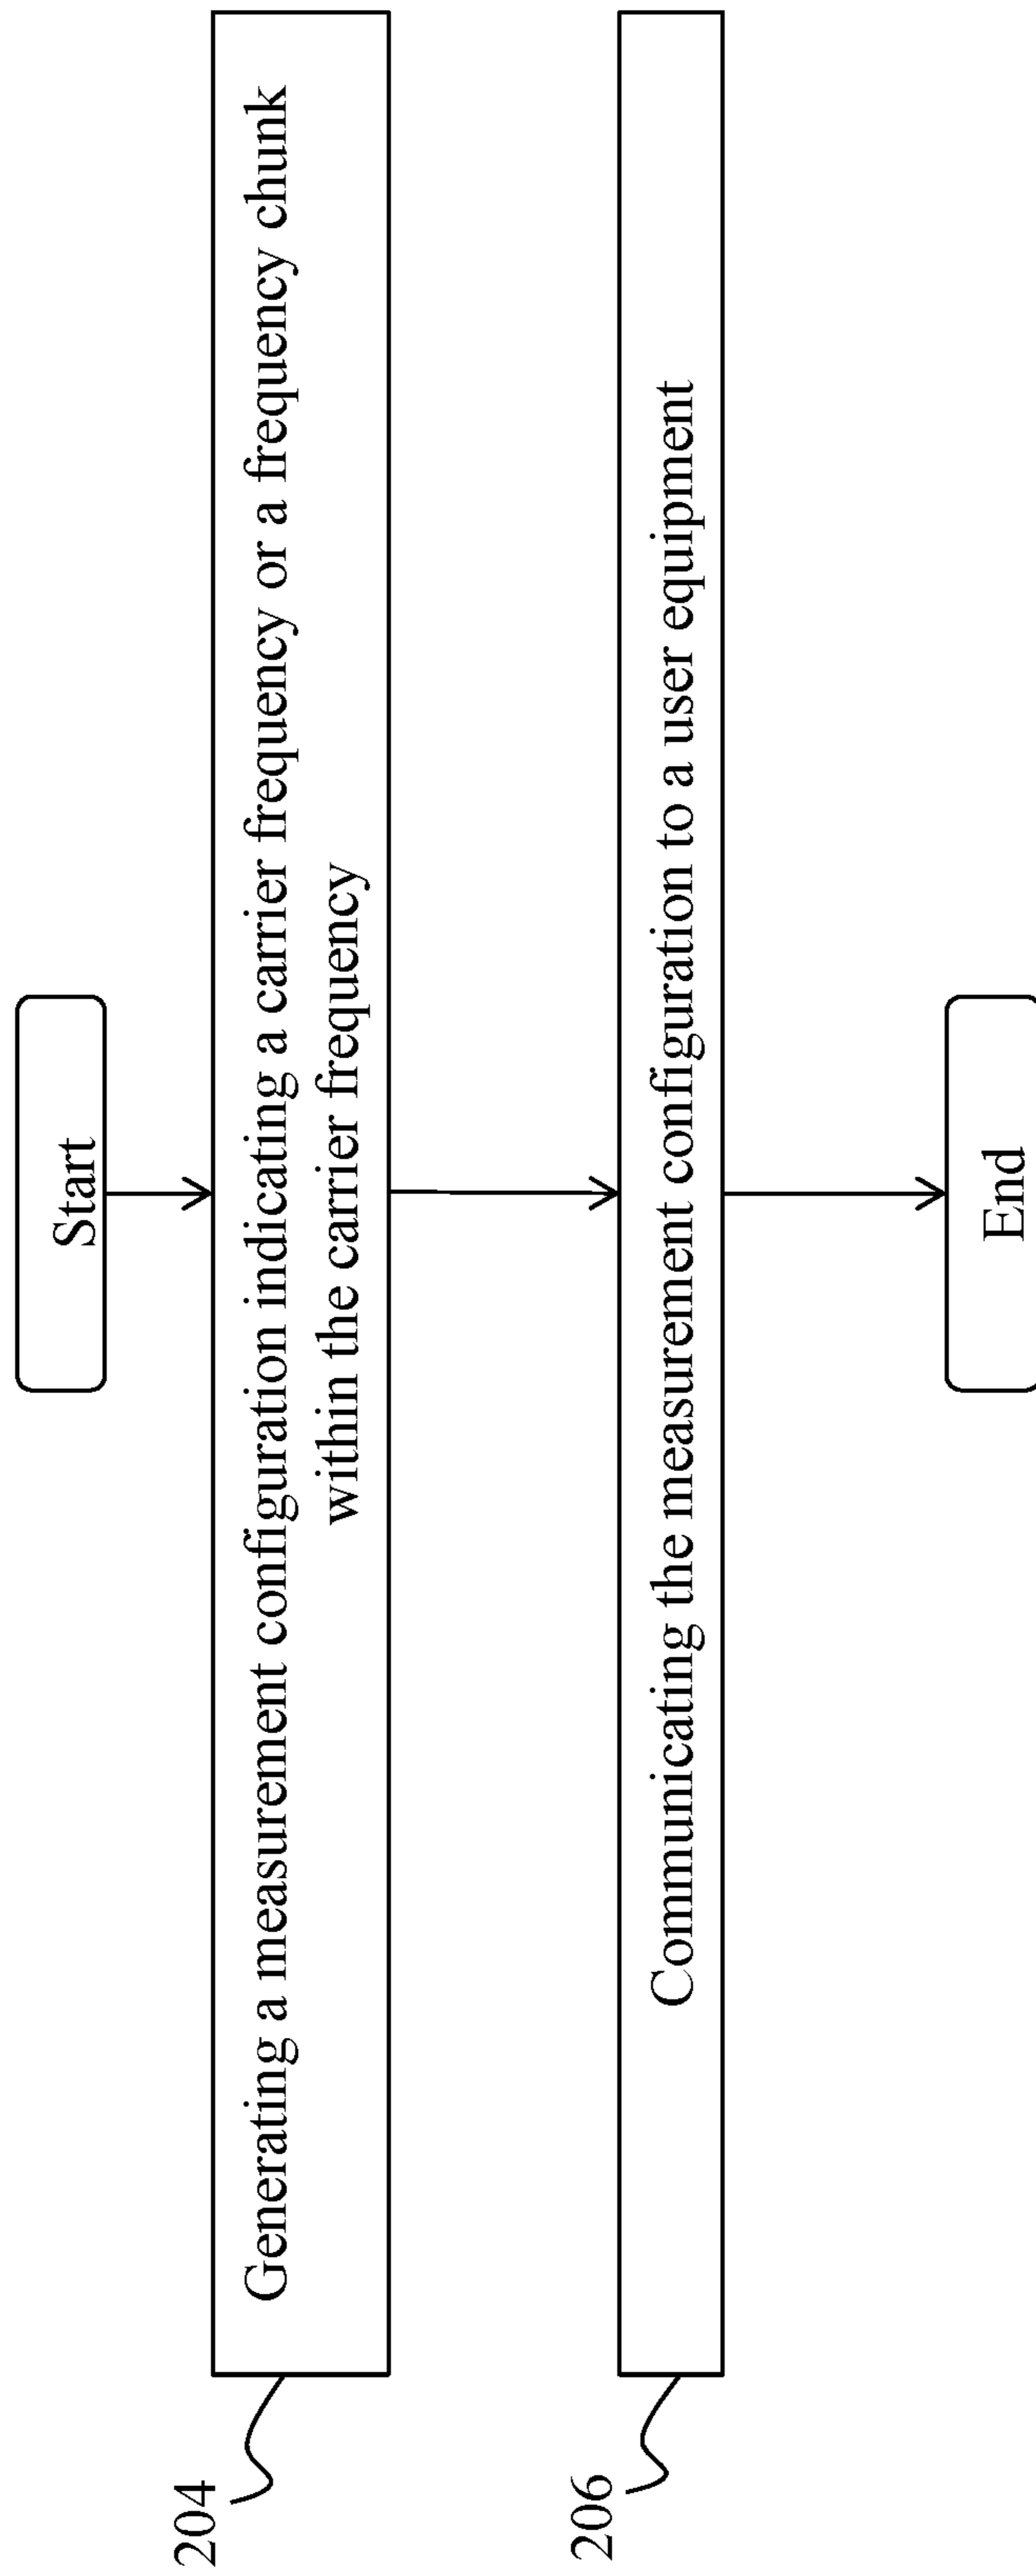 Start
204
Generating a measurement configuration indicating a carrier frequency or a frequency chunk
within the carrier frequency
206
Communicating the measurement configuration to a user equipment
End